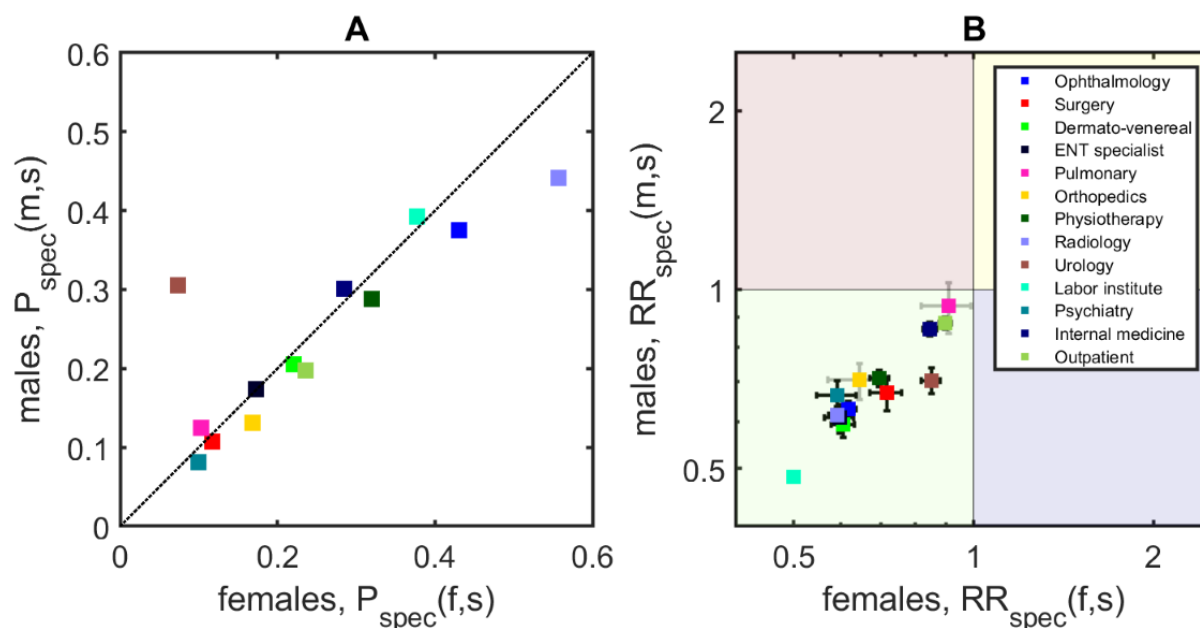 A
0.6
0.5
0.4
0.3
0.2
0.1
0
0
0.2
0.4
0.6
males, P_spec(m,s)
females, P_spec(f,s)
B
2
1
0.5
0.5
1
2
males, RR_spec(m,s)
females, RR_spec(f,s)
Ophthalmology
Surgery
Dermato-venereal
ENT specialist
Pulmonary
Orthopedics
Physiotherapy
Radiology
Urology
Labor institute
Psychiatry
Internal medicine
Outpatient